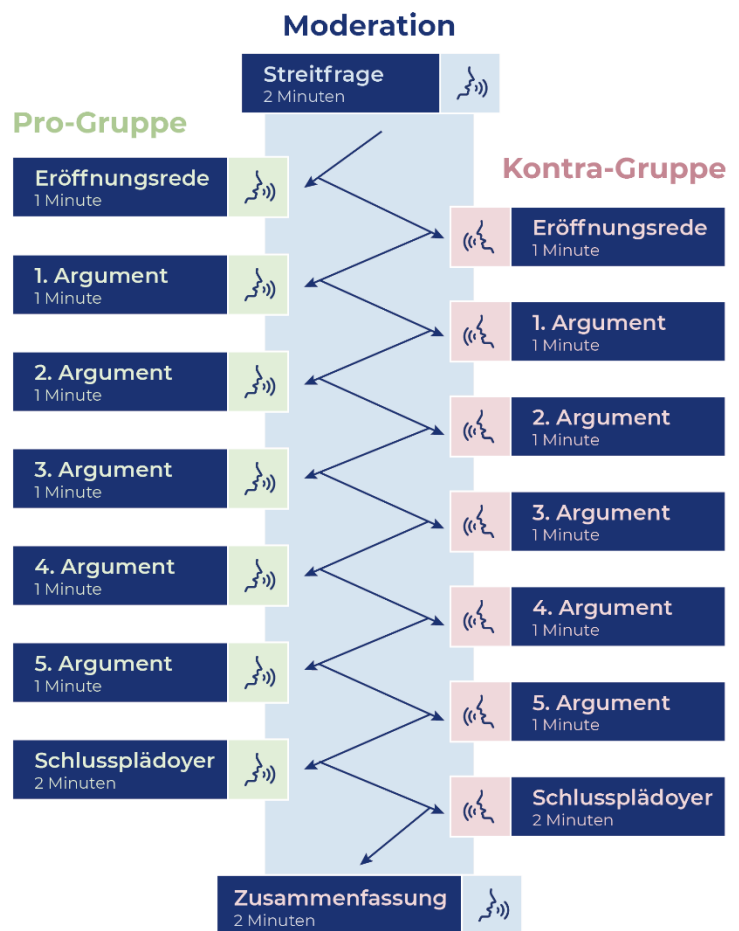 Moderation
Streitfrage
2 Minuten
Pro-Gruppe
Kontra-Gruppe
Eröffnungsrede
1 Minute
Eröffnungsrede
1 Minute
1. Argument
1 Minute
1. Argument
1 Minute
2. Argument
1 Minute
2. Argument
1 Minute
3. Argument
1 Minute
3. Argument
1 Minute
4. Argument
1 Minute
4. Argument
1 Minute
5. Argument
1 Minute
5. Argument
1 Minute
Schlussplädoyer
2 Minuten
Schlussplädoyer
2 Minuten
Zusammenfassung
2 Minuten